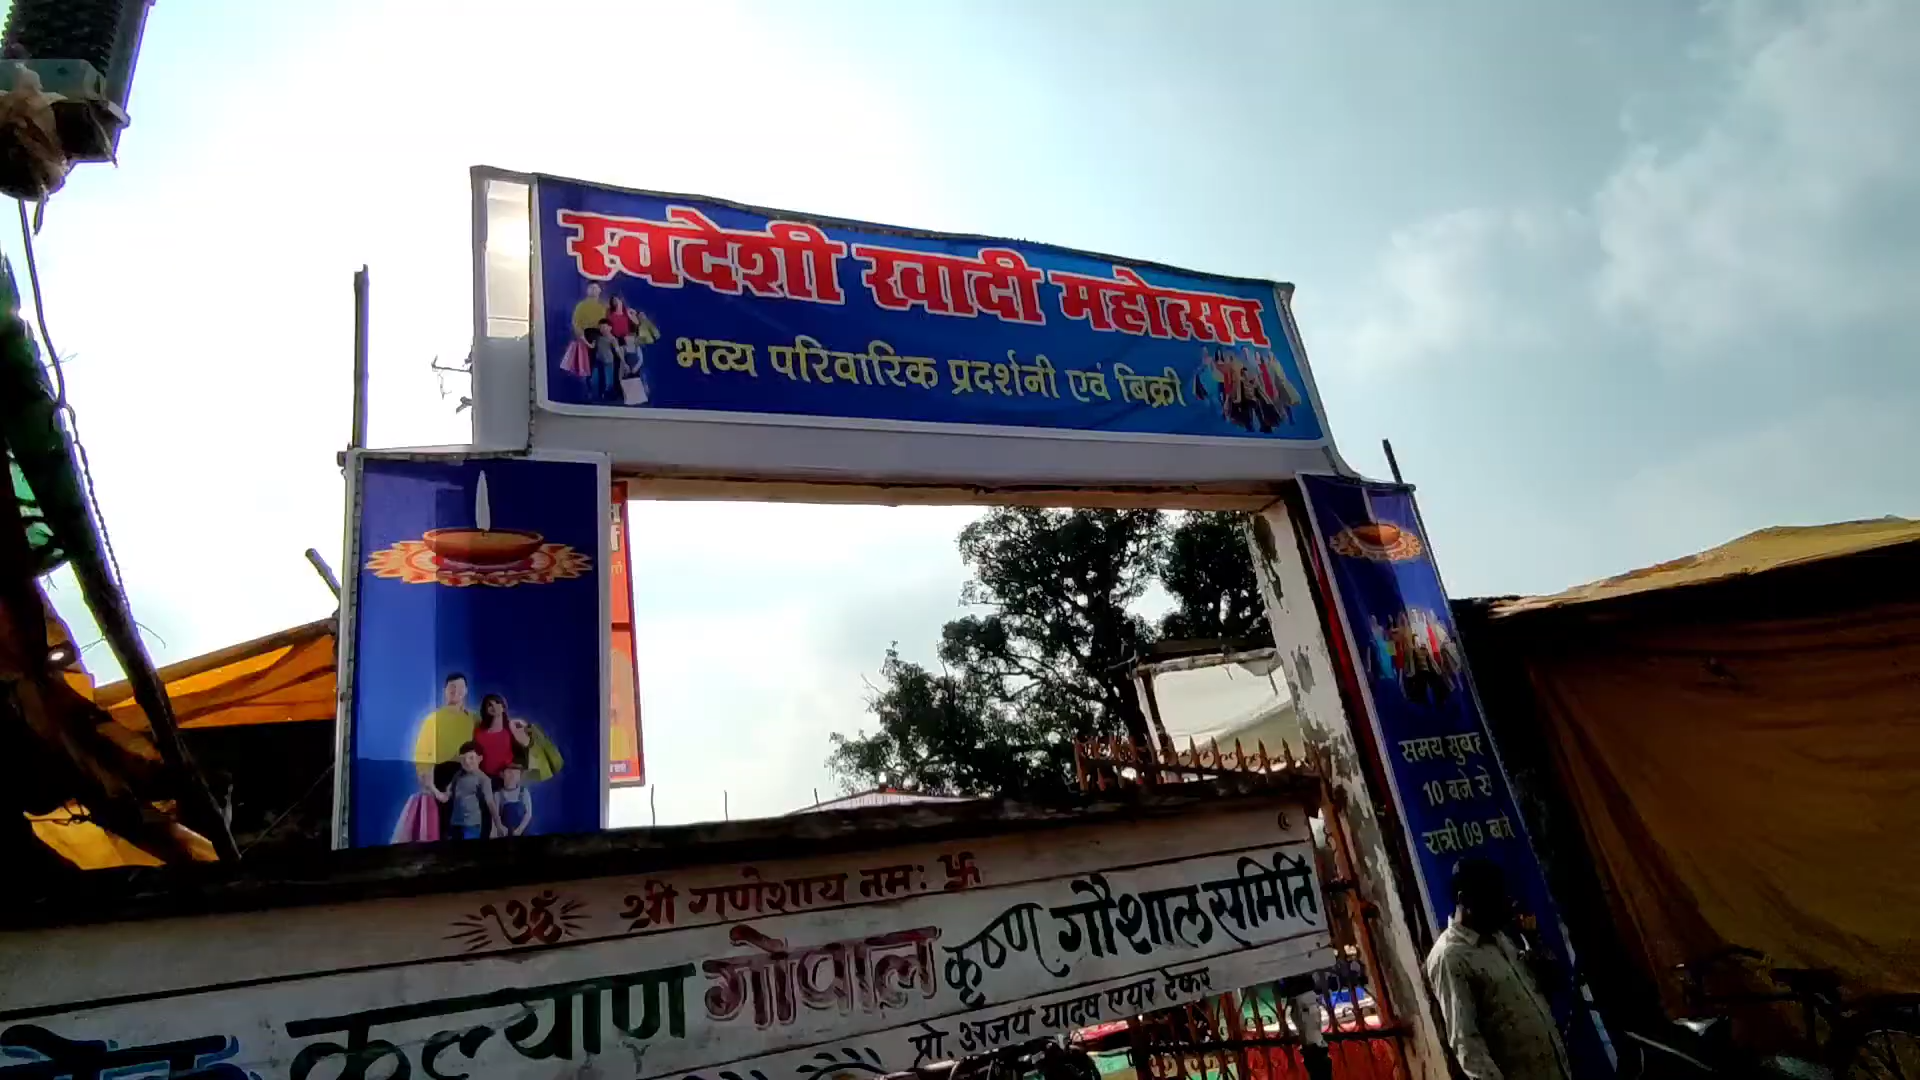 स्वदेशी खादी महोत्सव
भव्य परिवारिक प्रदर्शनी एवं बिक्री
समय सुबह
10 बजे से
रात्री 09 बजे
ॐ श्री गणेशाय नमः 卐
कल्याण गोपाल कृष्ण गौशाल समिति
प्रो. अजय यादव एयर टेकर